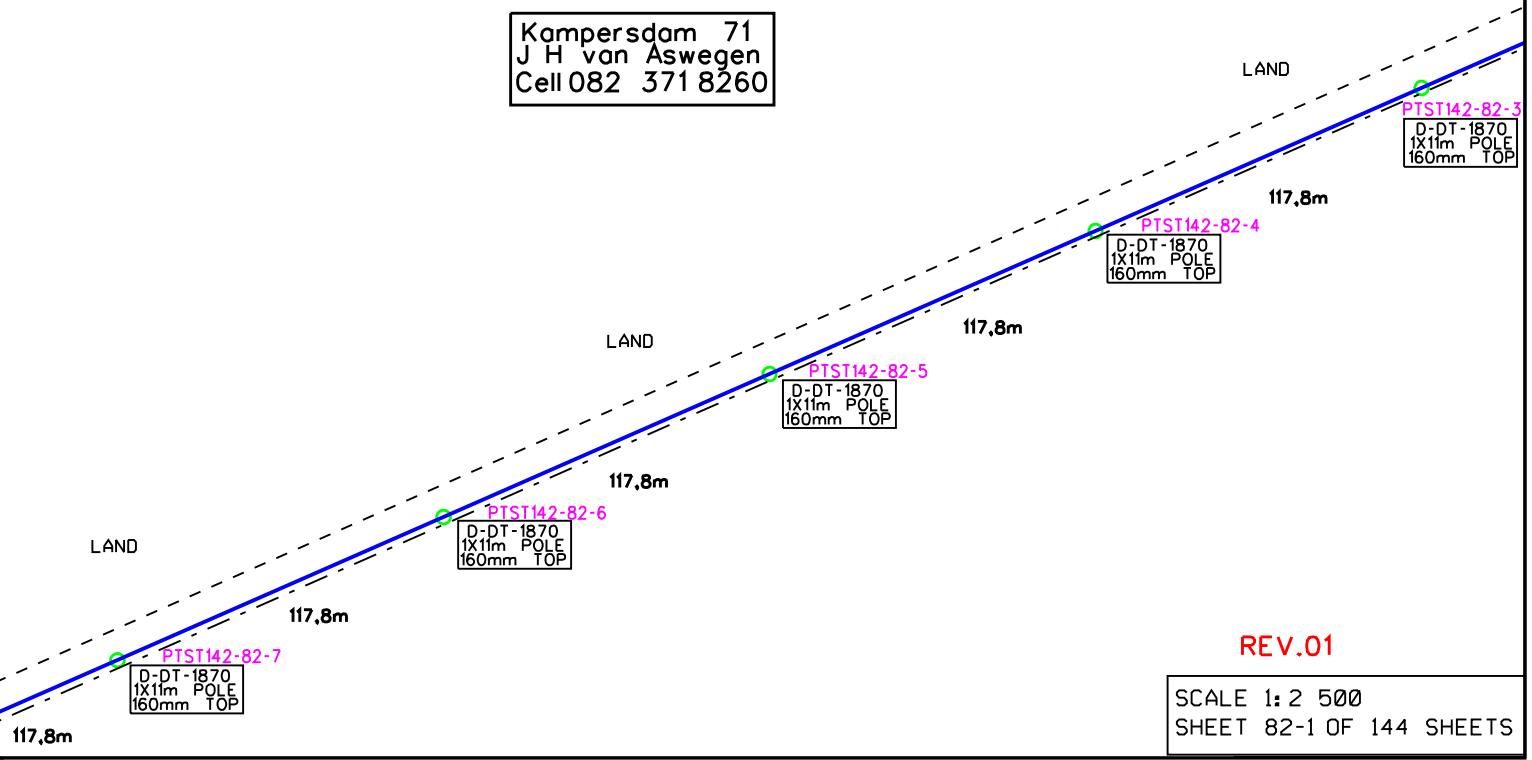 Kampersdam 71
J H van Aswegen
Cell 082 371 8260
LAND
PTST142-82-3
D-DT-1870
1X11m POLE
160mm TOP
117,8m
PTST142-82-4
D-DT-1870
1X11m POLE
160mm TOP
117,8m
LAND
PTST142-82-5
D-DT-1870
1X11m POLE
160mm TOP
117,8m
PTST142-82-6
D-DT-1870
1X11m POLE
160mm TOP
LAND
117,8m
PTST142-82-7
D-DT-1870
1X11m POLE
160mm TOP
117,8m
REV.01
SCALE 1:2 500
SHEET 82-1 OF 144 SHEETS